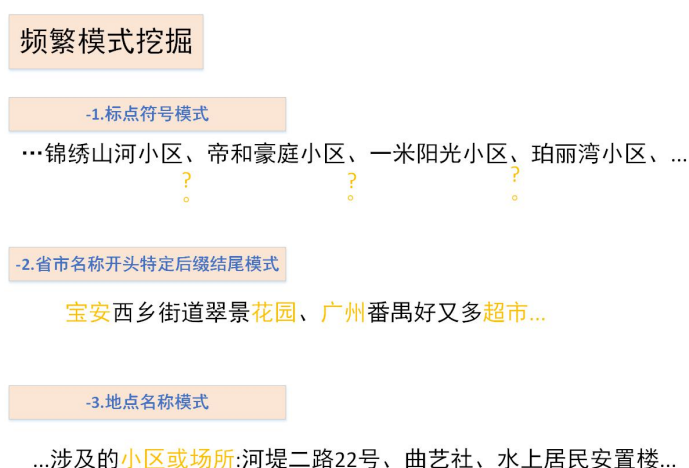 频繁模式挖掘
-1.标点符号模式
…锦绣山河小区、帝和豪庭小区、一米阳光小区、珀丽湾小区、...
? ? ?
。 。 。
-2.省市名称开头特定后缀结尾模式
宝安西乡街道翠景花园、广州番禺好又多超市...
-3.地点名称模式
...涉及的小区或场所:河堤二路22号、曲艺社、水上居民安置楼...